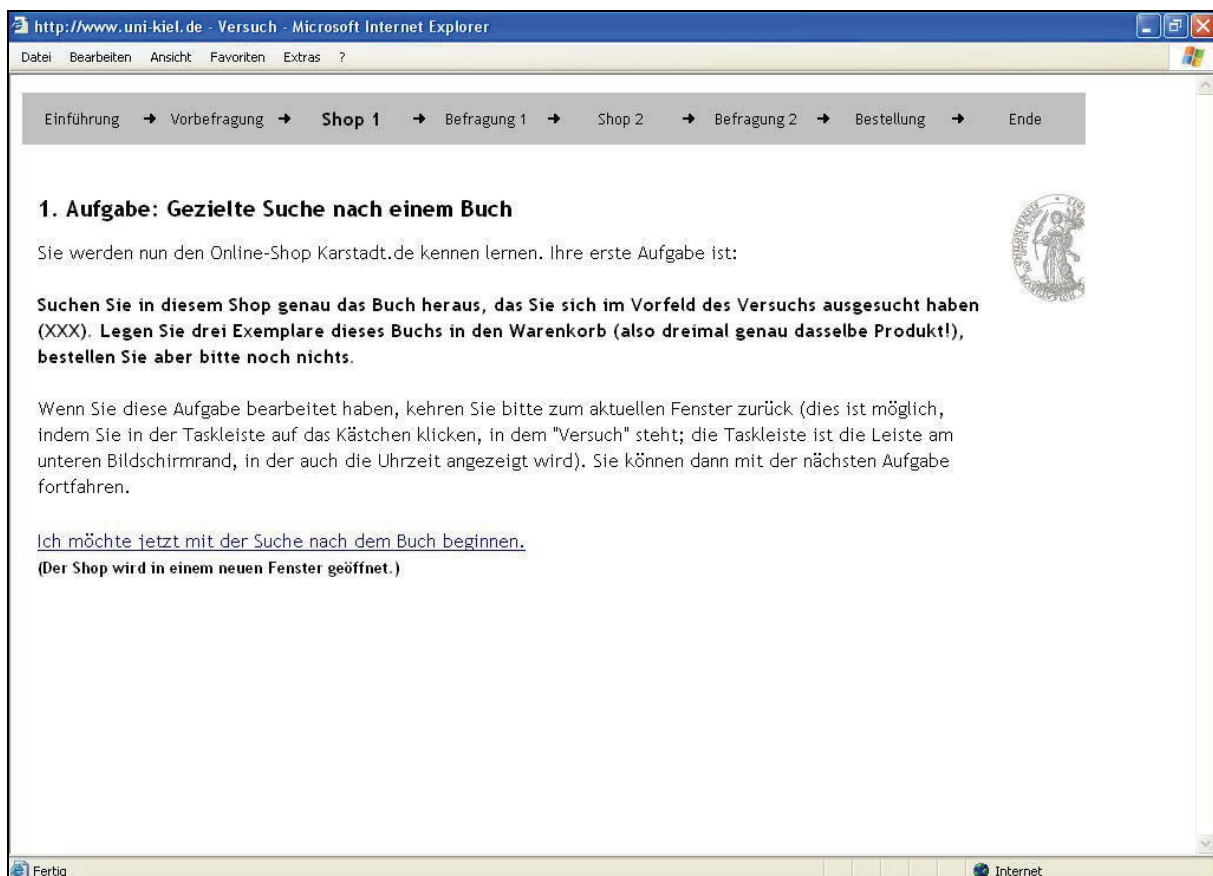 http://www.uni-kiel.de - Versuch - Microsoft Internet Explorer
Datei Bearbeiten Ansicht Favoriten Extras ?
Einführung → Vorbefragung → Shop 1 → Befragung 1 → Shop 2 → Befragung 2 → Bestellung → Ende
1. Aufgabe: Gezielte Suche nach einem Buch
Sie werden nun den Online-Shop Karstadt.de kennen lernen. Ihre erste Aufgabe ist:
Suchen Sie in diesem Shop genau das Buch heraus, das Sie sich im Vorfeld des Versuchs ausgesucht haben
(XXX). Legen Sie drei Exemplare dieses Buchs in den Warenkorb (also dreimal genau dasselbe Produkt!),
bestellen Sie aber bitte noch nichts.
Wenn Sie diese Aufgabe bearbeitet haben, kehren Sie bitte zum aktuellen Fenster zurück (dies ist möglich,
indem Sie in der Taskleiste auf das Kästchen klicken, in dem "Versuch" steht; die Taskleiste ist die Leiste am
unteren Bildschirmrand, in der auch die Uhrzeit angezeigt wird). Sie können dann mit der nächsten Aufgabe
fortfahren.
Ich möchte jetzt mit der Suche nach dem Buch beginnen.
(Der Shop wird in einem neuen Fenster geöffnet.)
Fertig
Internet